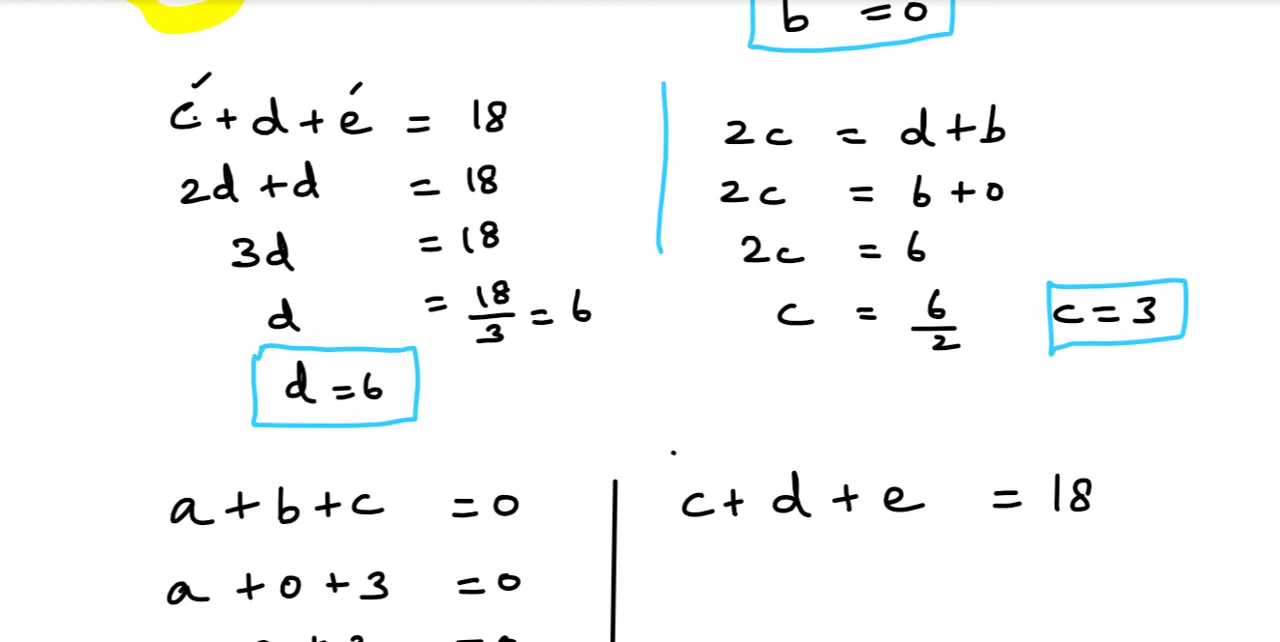 b = 0
c + d + e = 18
2d + d = 18
3d = 18
d = 18/3 = 6
d = 6
2c = d + b
2c = 6 + 0
2c = 6
c = 6/2 c = 3
a + b + c = 0
a + 0 + 3 = 0
c + d + e = 18